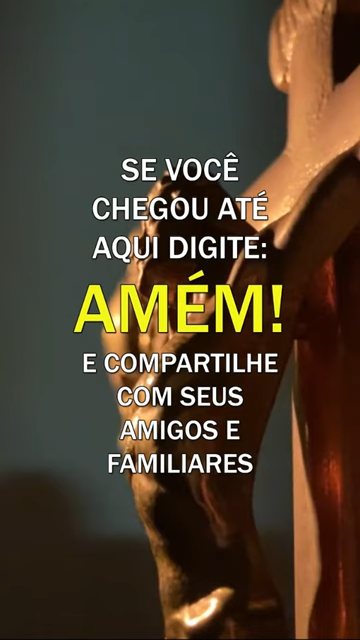 SE VOCÊ
CHEGOU ATÉ
AQUI DIGITE:
AMÉM!
E COMPARTILHE
COM SEUS
AMIGOS E
FAMILIARES